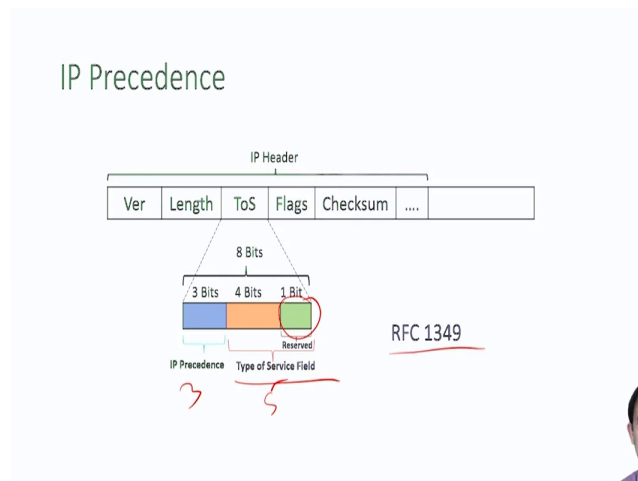 IP Precedence
IP Header
Ver Length ToS Flags Checksum ....
8 Bits
3 Bits 4 Bits 1 Bit
Reserved
RFC 1349
IP Precedence Type of Service Field
3 5